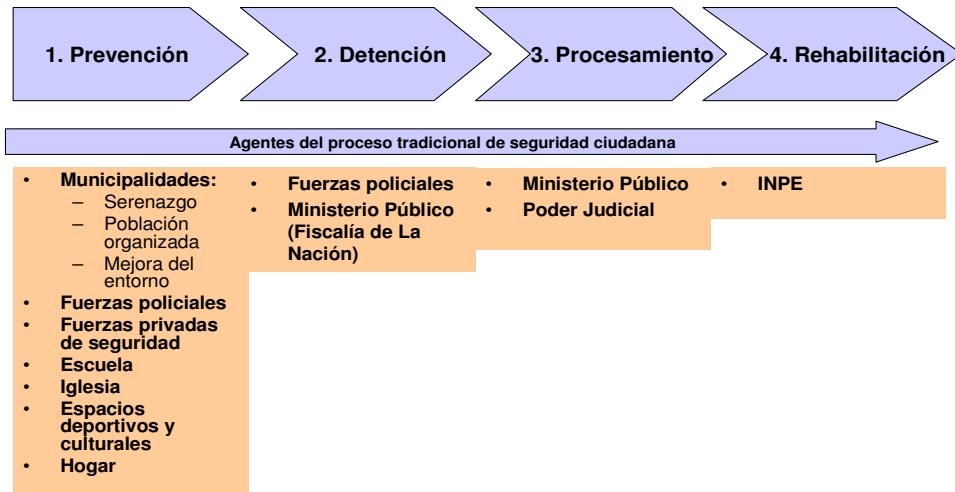 1. Prevención
2. Detención
3. Procesamiento
4. Rehabilitación
Agentes del proceso tradicional de seguridad ciudadana
• Municipalidades:
– Serenazgo
– Población
organizada
– Mejora del
entorno
• Fuerzas policiales
• Fuerzas privadas
de seguridad
• Escuela
• Iglesia
• Espacios
deportivos y
culturales
• Hogar
• Fuerzas policiales
• Ministerio Público
(Fiscalía de La
Nación)
• Ministerio Público
• Poder Judicial
• INPE